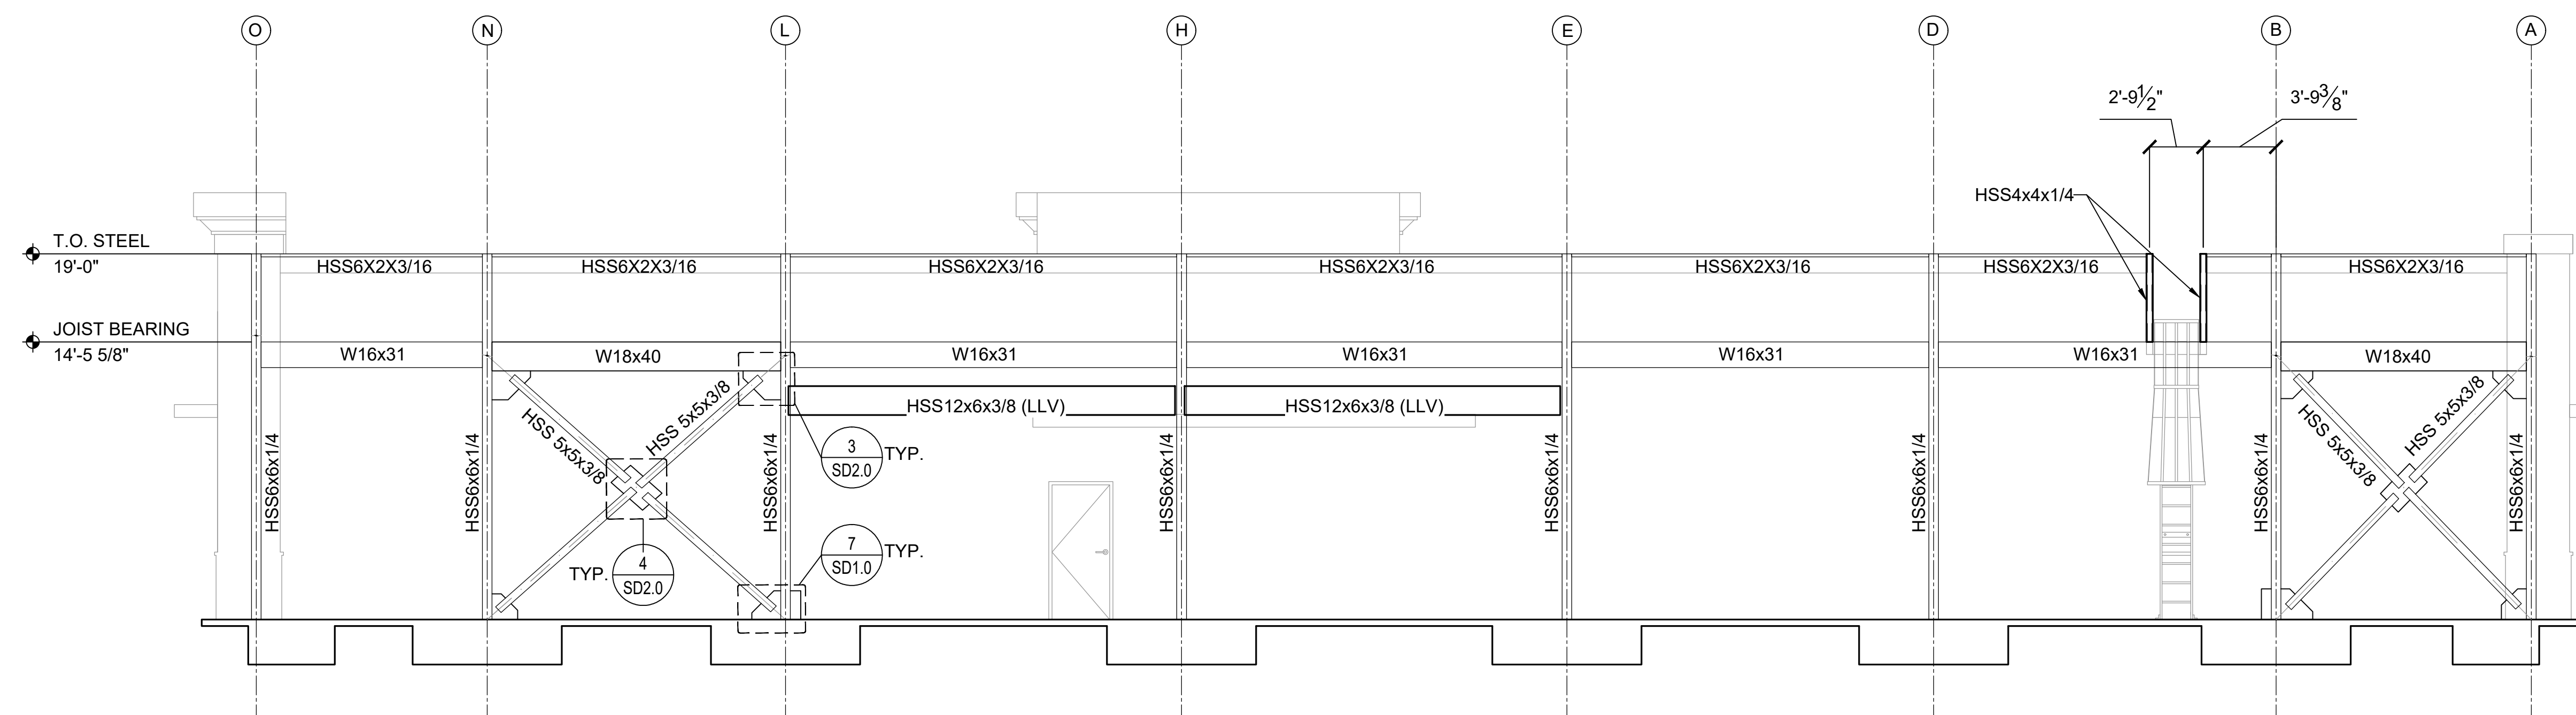 O
N
L
H
E
D
B
A
2'-9 1/2"
3'-9 3/8"
HSS4x4x1/4
T.O. STEEL
19'-0"
HSS6X2X3/16
HSS6X2X3/16
HSS6X2X3/16
HSS6X2X3/16
HSS6X2X3/16
HSS6X2X3/16
HSS6X2X3/16
JOIST BEARING
14'-5 5/8"
W16x31
W18x40
W16x31
W16x31
W16x31
W16x31
W18x40
HSS12x6x3/8 (LLV)
HSS12x6x3/8 (LLV)
HSS 5x5x3/8
HSS 5x5x3/8
HSS 5x5x3/8
HSS 5x5x3/8
HSS6x6x1/4
HSS6x6x1/4
HSS6x6x1/4
HSS6x6x1/4
HSS6x6x1/4
HSS6x6x1/4
HSS6x6x1/4
HSS6x6x1/4
3
SD2.0
TYP.
7
SD1.0
TYP.
TYP.
4
SD2.0